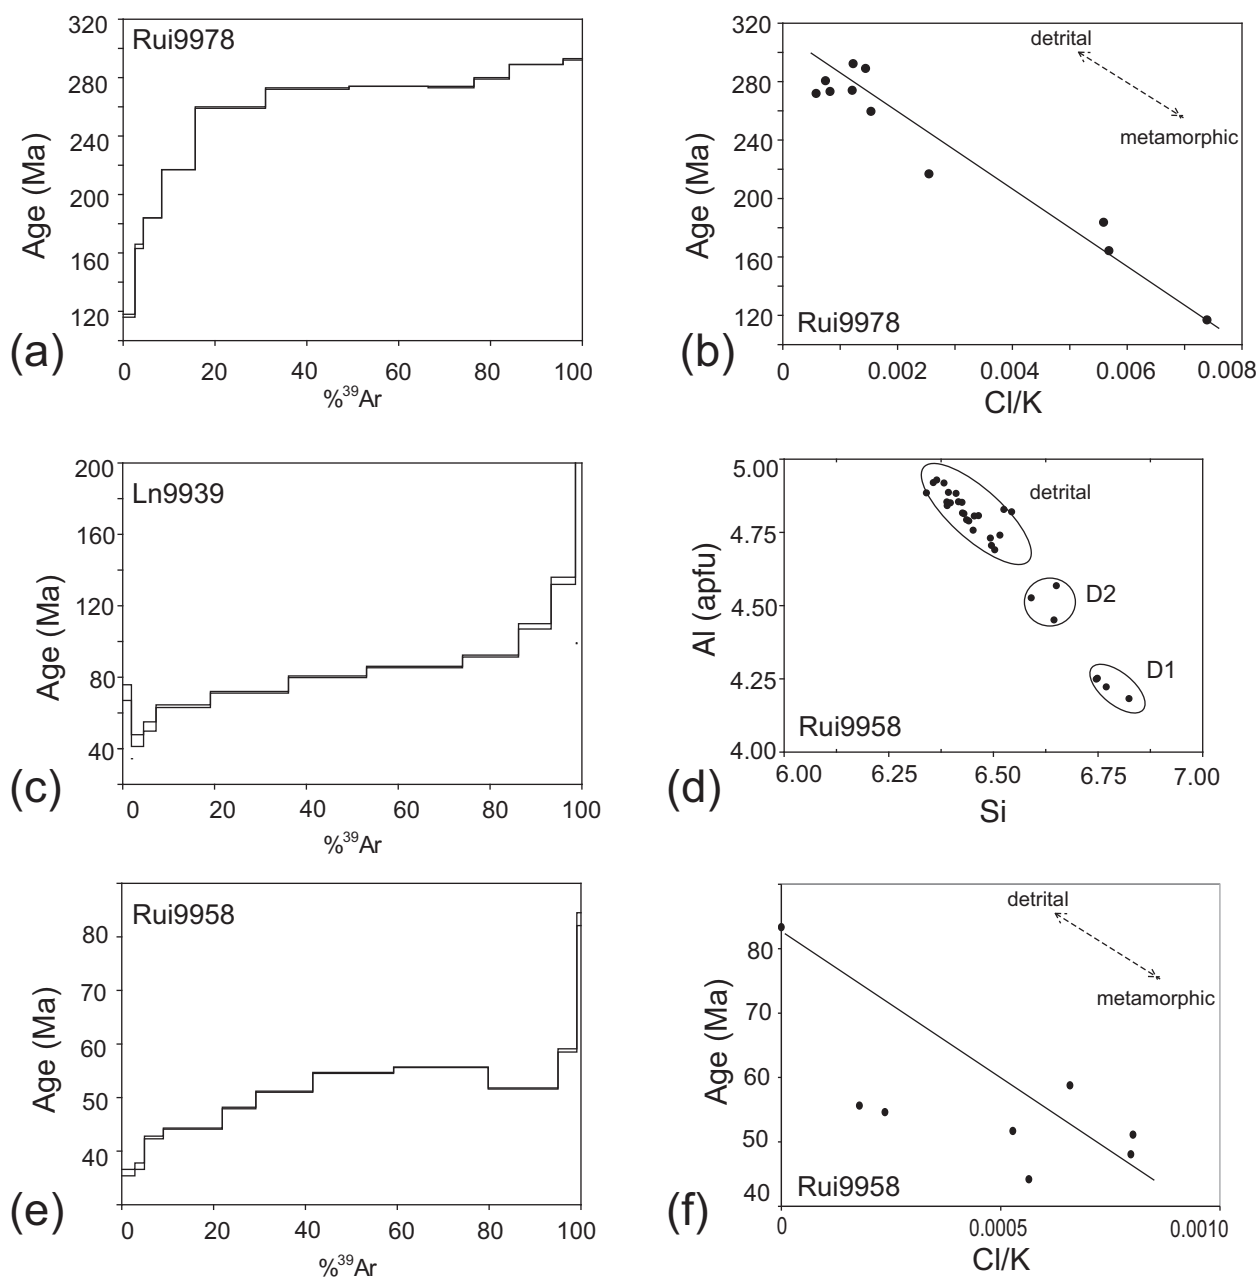 Rui9978
Age (Ma)
320
280
240
200
160
120
0
20
40
60
80
100
%³⁹Ar
(a)
detrital
metamorphic
Age (Ma)
320
280
240
200
160
120
Rui9978
0
0.002
0.004
0.006
0.008
Cl/K
(b)
Ln9939
Age (Ma)
200
160
120
80
40
0
20
40
60
80
100
%³⁹Ar
(c)
detrital
D2
D1
Al (apfu)
5.00
4.75
4.50
4.25
4.00
Rui9958
6.00
6.25
6.50
6.75
7.00
Si
(d)
Rui9958
Age (Ma)
80
70
60
50
40
0
20
40
60
80
100
%³⁹Ar
(e)
detrital
metamorphic
Age (Ma)
80
70
60
50
40
Rui9958
0
0.0005
0.0010
Cl/K
(f)